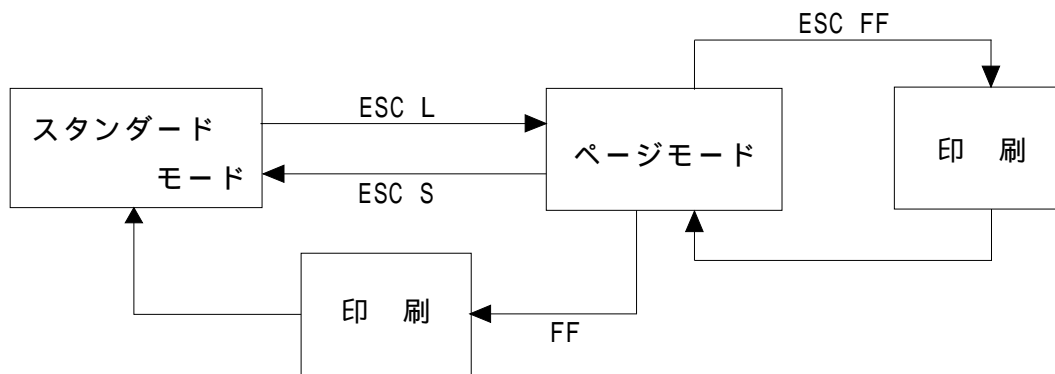 ESC FF
スタンダード
モード
ESC L
ページモード
印 刷
ESC S
印 刷
FF